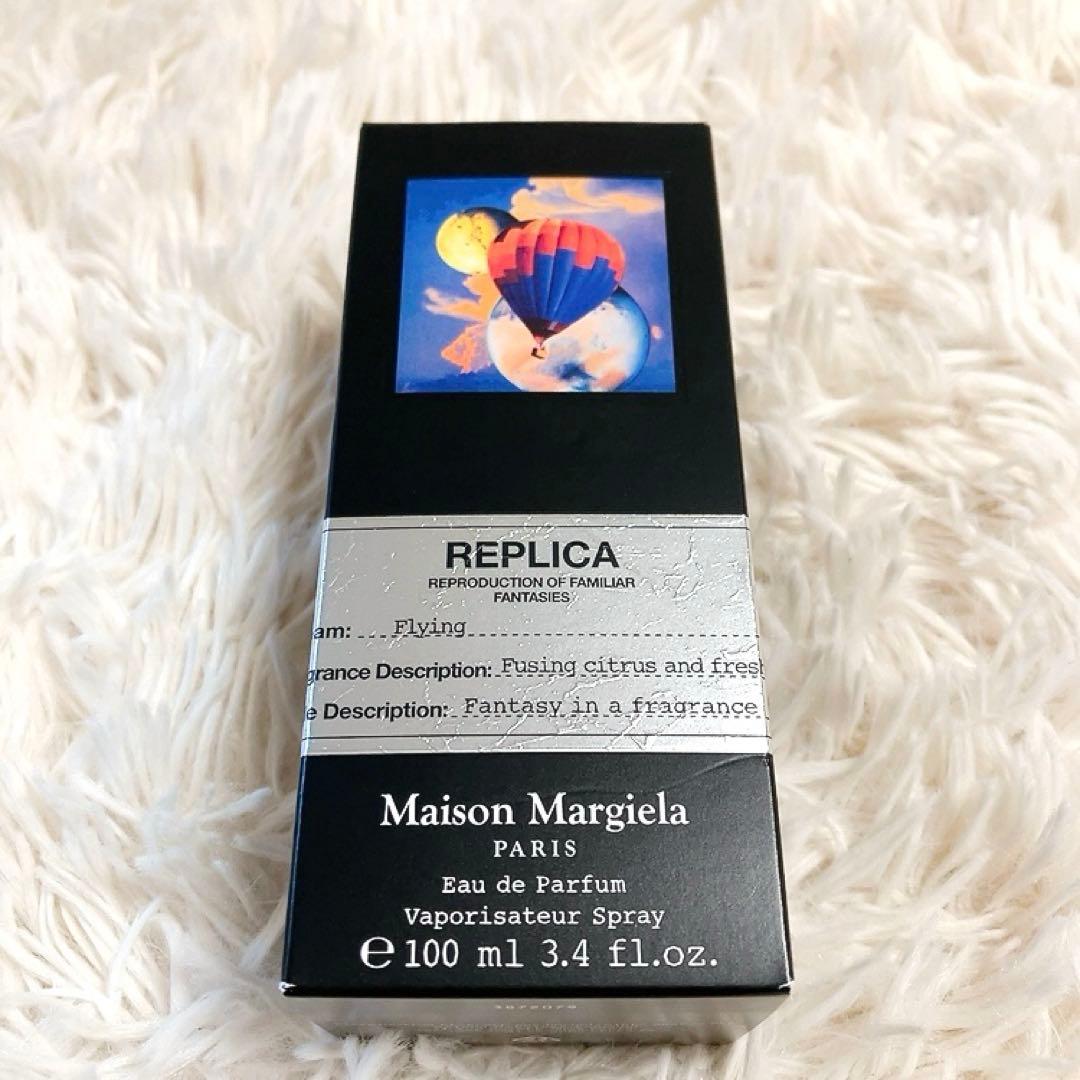 REPLICA
REPRODUCTION OF FAMILIAR
FANTASIES
am: Flying
grance Description: Fusing citrus and fresh
e Description: Fantasy in a fragrance
Maison Margiela
PARIS
Eau de Parfum
Vaporisateur Spray
℮ 100 ml 3.4 fl.oz.